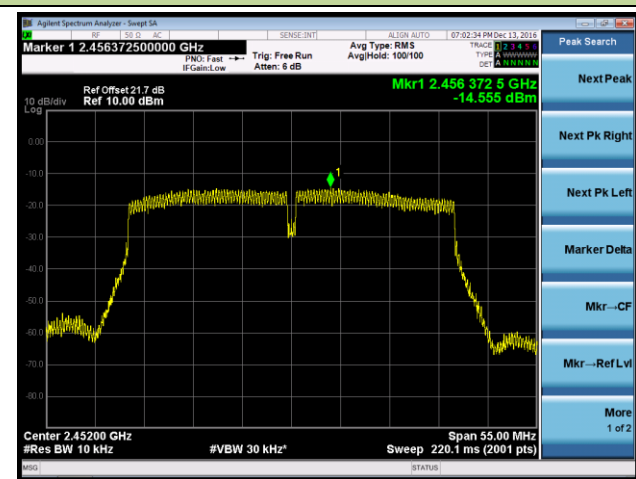 Agilent Spectrum Analyzer - Swept SA
RF 50 Ω AC SENSE:INT ALIGN AUTO 07:02:34 PM Dec 13, 2016
Marker 1 2.456372500000 GHz
PNO: Fast
IFGain:Low
Trig: Free Run
Atten: 6 dB
Avg Type: RMS
Avg|Hold: 100/100
TRACE 1 2 3 4 5 6
TYPE A WWWWW
DET A N N N N N
Peak Search
Ref Offset 21.7 dB
10 dB/div Ref 10.00 dBm
Log
Mkr1 2.456 372 5 GHz
-14.555 dBm
0.00
-10.0
-20.0
-30.0
-40.0
-50.0
-60.0
-70.0
-80.0
1
Next Peak
Next Pk Right
Next Pk Left
Marker Delta
Mkr→CF
Mkr→Ref Lvl
More
1 of 2
Center 2.45200 GHz Span 55.00 MHz
#Res BW 10 kHz #VBW 30 kHz* Sweep 220.1 ms (2001 pts)
MSG STATUS